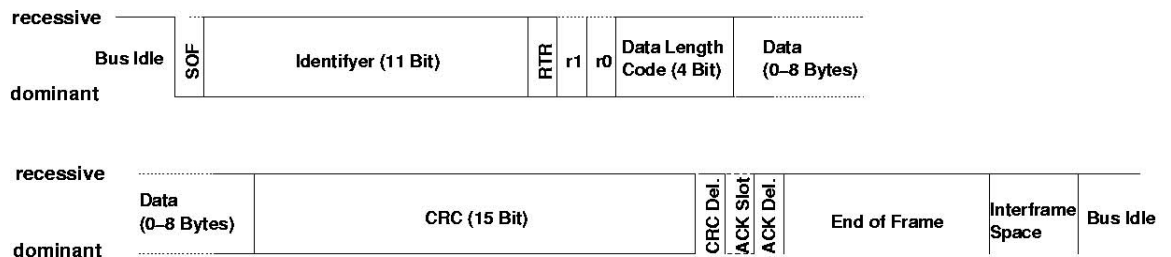 recessive
Bus Idle
SOF
Identifyer (11 Bit)
RTR
r1
r0
Data Length
Code (4 Bit)
Data
(0–8 Bytes)
dominant
recessive
Data
(0–8 Bytes)
CRC (15 Bit)
CRC Del.
ACK Slot
ACK Del.
End of Frame
Interframe
Space
Bus Idle
dominant